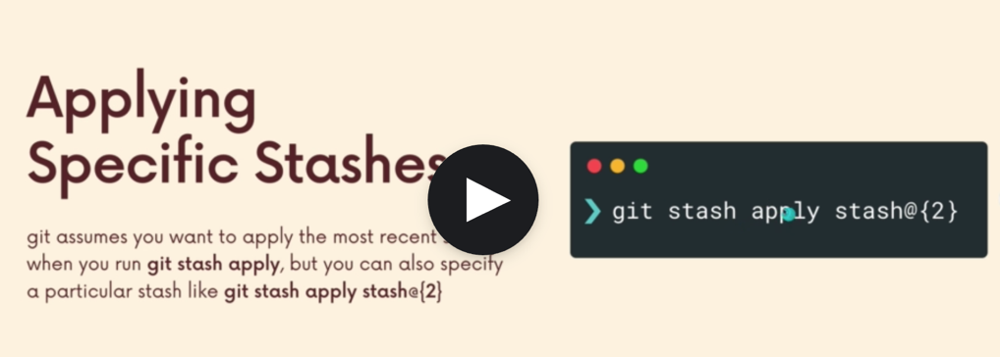 Applying
Specific Stashes
git assumes you want to apply the most recent
when you run git stash apply, but you can also specify
a particular stash like git stash apply stash@{2}
❯ git stash apply stash@{2}